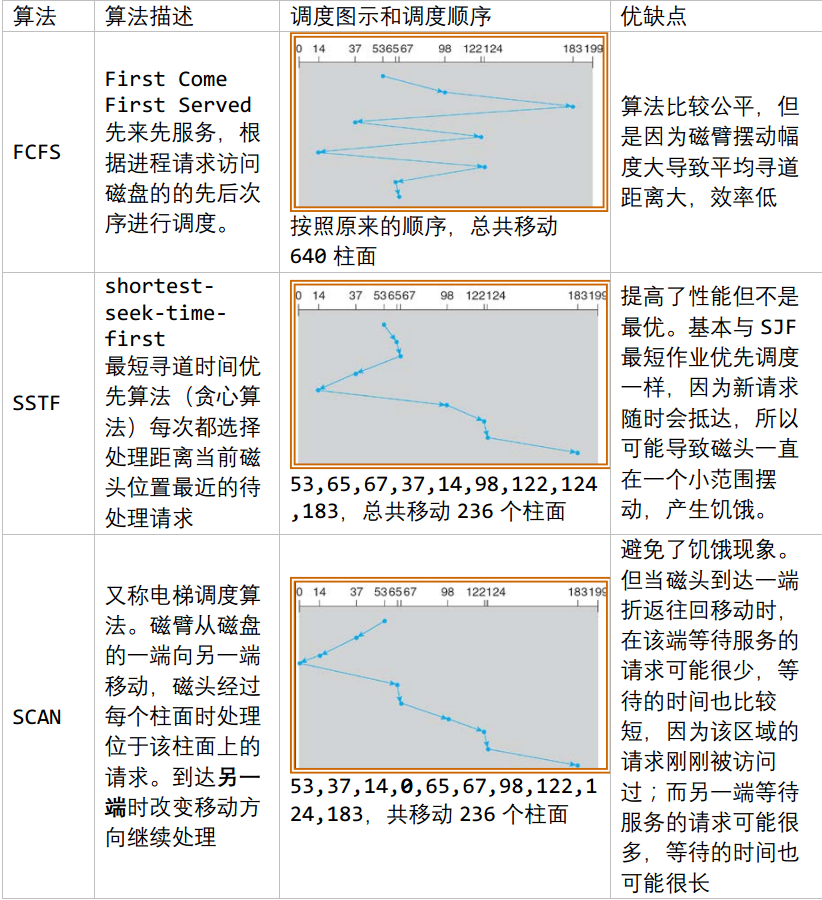 算法 算法描述 调度图示和调度顺序 优缺点
FCFS
First Come
First Served
先来先服务，根
据进程请求访问
磁盘的的先后次
序进行调度。
0 14 37 536567 98 122124 183199
按照原来的顺序，总共移动
640 柱面
算法比较公平，但
是因为磁臂摆动幅
度大导致平均寻道
距离大，效率低
SSTF
shortest-
seek-time-
first
最短寻道时间优
先算法（贪心算
法）每次都选择
处理距离当前磁
头位置最近的待
处理请求
0 14 37 536567 98 122124 183199
53,65,67,37,14,98,122,124
,183，总共移动 236 个柱面
提高了性能但不是
最优。基本与 SJF
最短作业优先调度
一样，因为新请求
随时会抵达，所以
可能导致磁头一直
在一个小范围摆
动，产生饥饿。
SCAN
又称电梯调度算
法。磁臂从磁盘
的一端向另一端
移动，磁头经过
每个柱面时处理
位于该柱面上的
请求。到达另一
端时改变移动方
向继续处理
0 14 37 536567 98 122124 183199
53,37,14,0,65,67,98,122,1
24,183，共移动 236 个柱面
避免了饥饿现象。
但当磁头到达一端
折返往回移动时，
在该端等待服务的
请求可能很少，等
待的时间也比较
短，因为该区域的
请求刚刚被访问
过；而另一端等待
服务的请求可能很
多，等待的时间也
可能很长